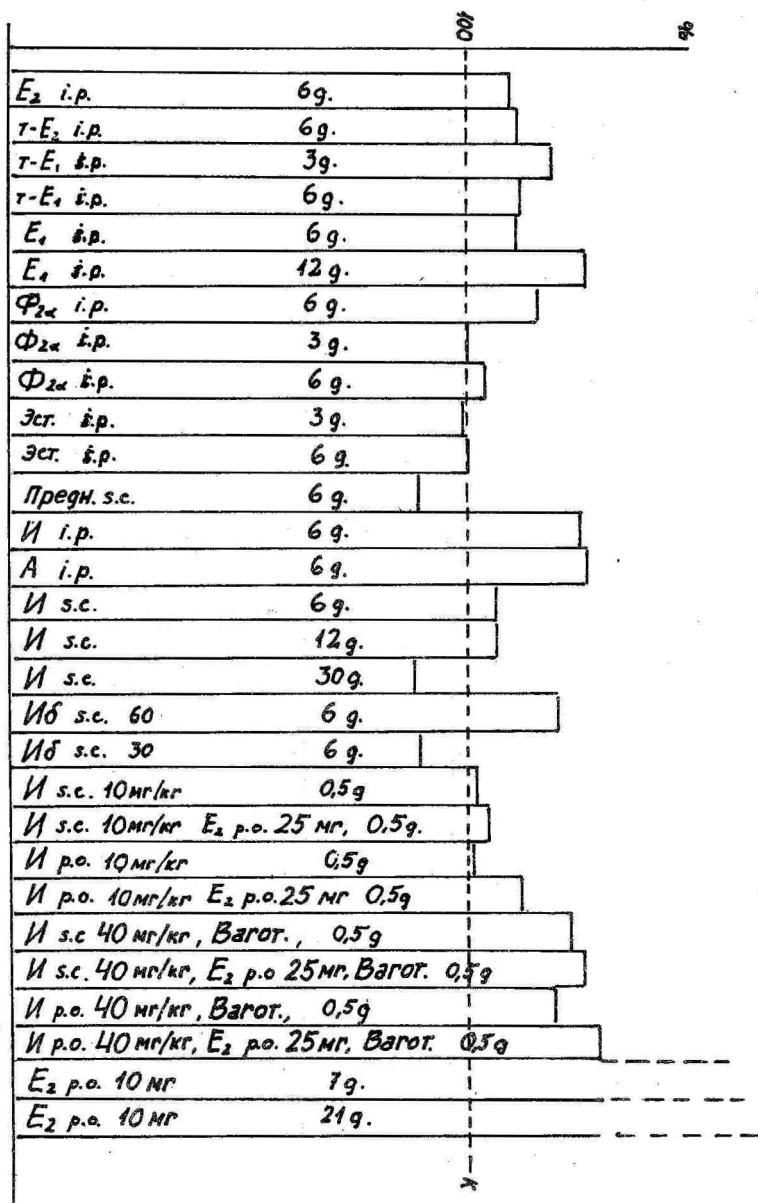 100 %
E₂ i.p. 6g.
т-E₂ i.p. 6g.
т-E₁ i.p. 3g.
т-E₁ i.p. 6g.
E₁ i.p. 6g.
E₁ i.p. 12g.
Ф₂α i.p. 6g.
Ф₂α i.p. 3g.
Ф₂α i.p. 6g.
Эст. i.p. 3g.
Эст. i.p. 6g
Предн. s.c. 6g.
И i.p. 6g.
А i.p. 6g.
И s.c. 6g.
И s.c. 12g.
И s.c. 30g.
Иб s.c. 60 6g.
Иб s.c. 30 6g.
И s.c. 10мг/кг 0,5g
И s.c. 10мг/кг E₂ p.o. 25 мг, 0,5g.
И p.o. 10мг/кг 0,5g
И p.o. 10мг/кг E₂ p.o. 25 мг 0,5g
И s.c 40 мг/кг, Вагот., 0,5g
И s.c. 40 мг/кг, E₂ p.o 25мг, Вагот. 0,5g
И p.o. 40 мг/кг, Вагот., 0,5g
И p.o. 40 мг/кг, E₂ p.o. 25мг, Вагот. 0,5g
E₂ p.o. 10 мг 7g.
E₂ p.o. 10 мг 21g.
К